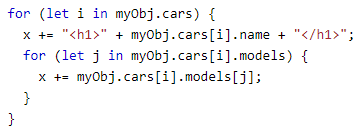 for (let i in myObj.cars) {
  x += "<h1>" + myObj.cars[i].name + "</h1>";
  for (let j in myObj.cars[i].models) {
    x += myObj.cars[i].models[j];
  }
}